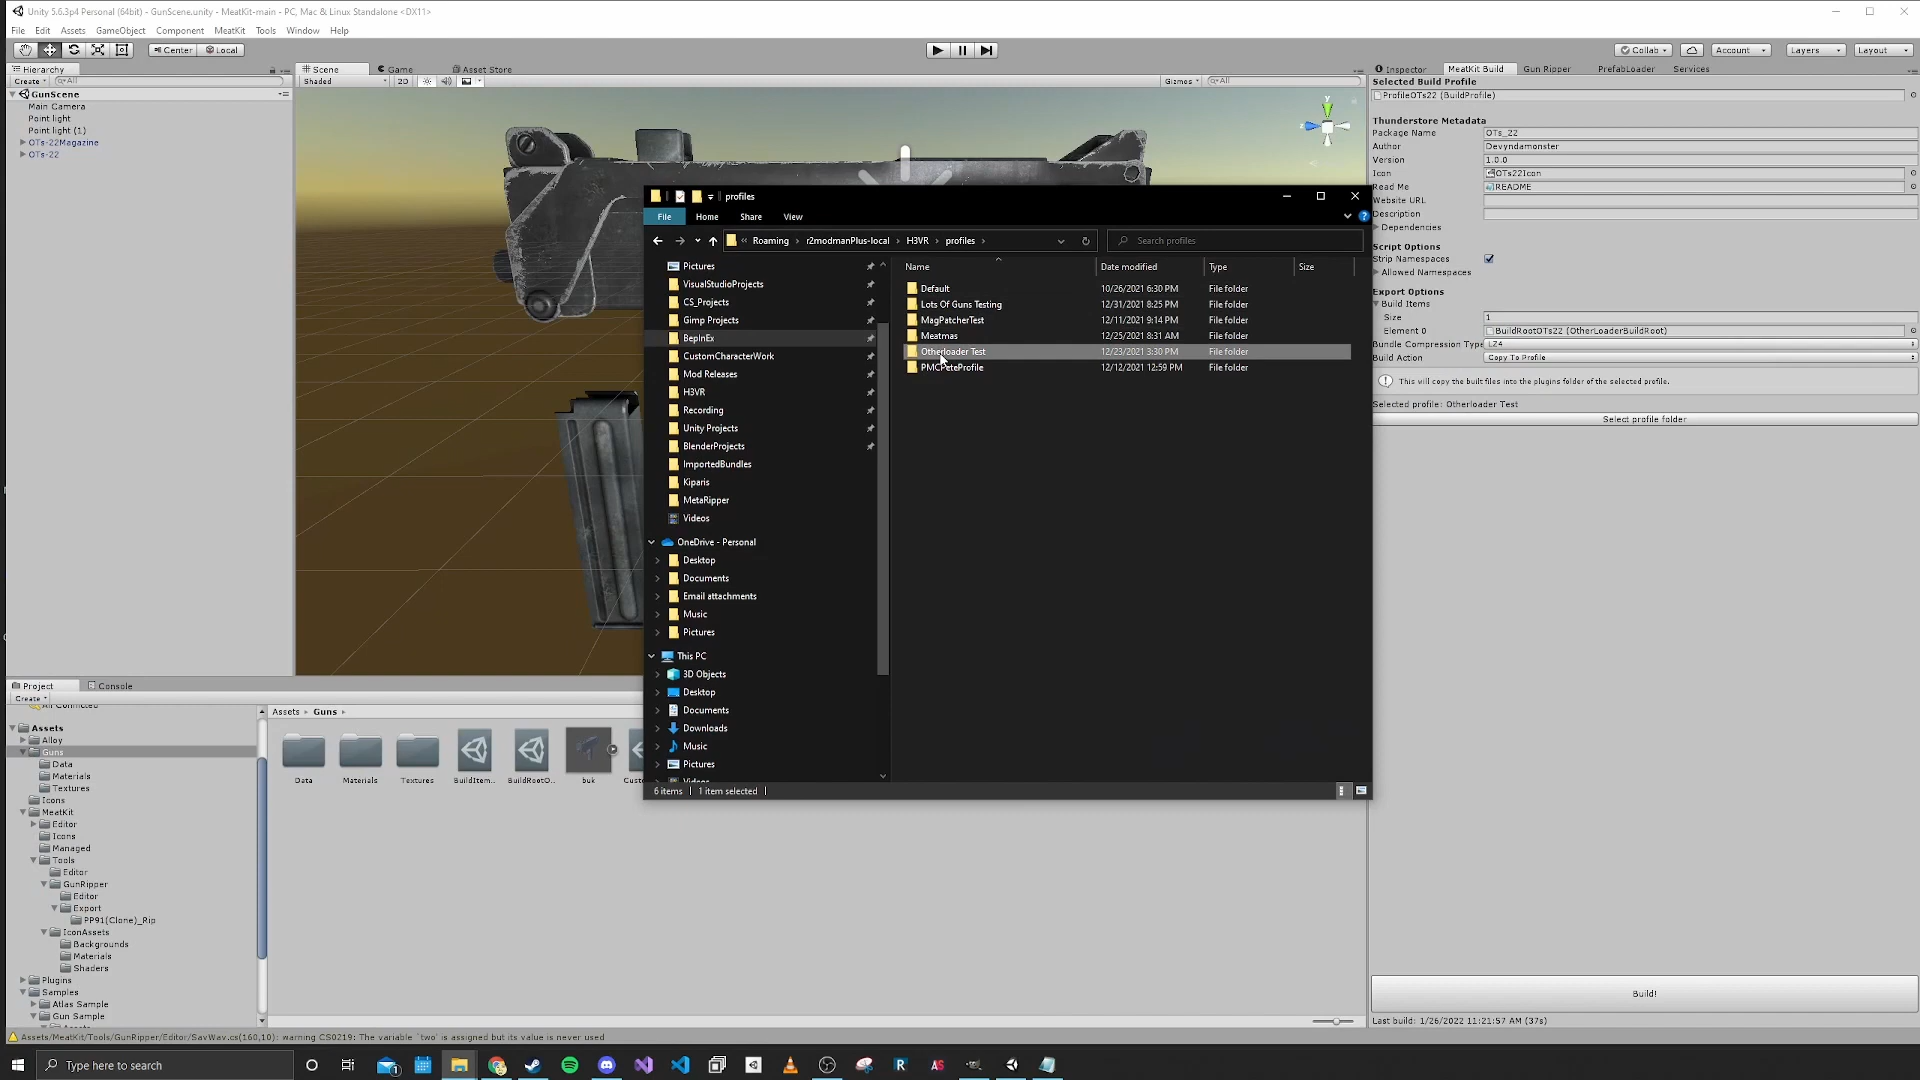 Unity 5.6.3p4 Personal (64bit) - GunScene.unity - MeatKit-main - PC, Mac & Linux Standalone <DX11>
File Edit Assets GameObject Component MeatKit Tools Window Help
Center Local
Collab Account Layers Layout
Hierarchy
Create All
GunScene
Main Camera
Point light
Point light (1)
OTs-22Magazine
OTs-22
Scene Game Asset Store
Shaded 2D Gizmos All
y
Inspector MeatKit Build Gun Ripper PrefabLoader Services
Selected Build Profile
ProfileOTs22 (BuildProfile)
Thunderstore Metadata
Package Name OTs_22
Author Devyndamonster
Version 1.0.0
Icon OTs22Icon
Read Me README
Website URL
Description
Dependencies
Script Options
Strip Namespaces
Allowed Namespaces
Export Options
Build Items
Size 1
Element 0 BuildRootOTs22 (OtherLoaderBuildRoot)
Bundle Compression Type LZ4
Build Action Copy To Profile
This will copy the built files into the plugins folder of the selected profile.
Selected profile: Otherloader Test
Select profile folder
Build!
Last build: 1/26/2022 11:21:57 AM (37s)
profiles
File Home Share View
Roaming r2modmanPlus-local H3VR profiles
Search profiles
Pictures
VisualStudioProjects
CS_Projects
Gimp Projects
BepInEx
CustomCharacterWork
Mod Releases
H3VR
Recording
Unity Projects
BlenderProjects
ImportedBundles
Kiparis
MetaRipper
Videos
OneDrive - Personal
Desktop
Documents
Email attachments
Music
Pictures
This PC
3D Objects
Desktop
Documents
Downloads
Music
Pictures
Videos
Name Date modified Type Size
Default 10/26/2021 6:30 PM File folder
Lots Of Guns Testing 12/31/2021 8:25 PM File folder
MagPatcherTest 12/11/2021 9:14 PM File folder
Meatmas 12/25/2021 8:31 AM File folder
Otherloader Test 12/23/2021 3:30 PM File folder
PMCPeteProfile 12/12/2021 12:59 PM File folder
6 items 1 item selected
Project Console
Create
All Connected
Assets
Alloy
Guns
Data
Materials
Textures
Icons
MeatKit
Editor
Icons
Managed
Tools
Editor
GunRipper
Editor
Export
PP91(Clone)_Rip
IconAssets
Backgrounds
Materials
Shaders
Plugins
Samples
Atlas Sample
Gun Sample
Assets Guns
Data Materials Textures BuildItem... BuildRootO... buk
Assets/MeatKit/Tools/GunRipper/Editor/SavWav.cs(160,10): warning CS0219: The variable `two' is assigned but its value is never used
Type here to search